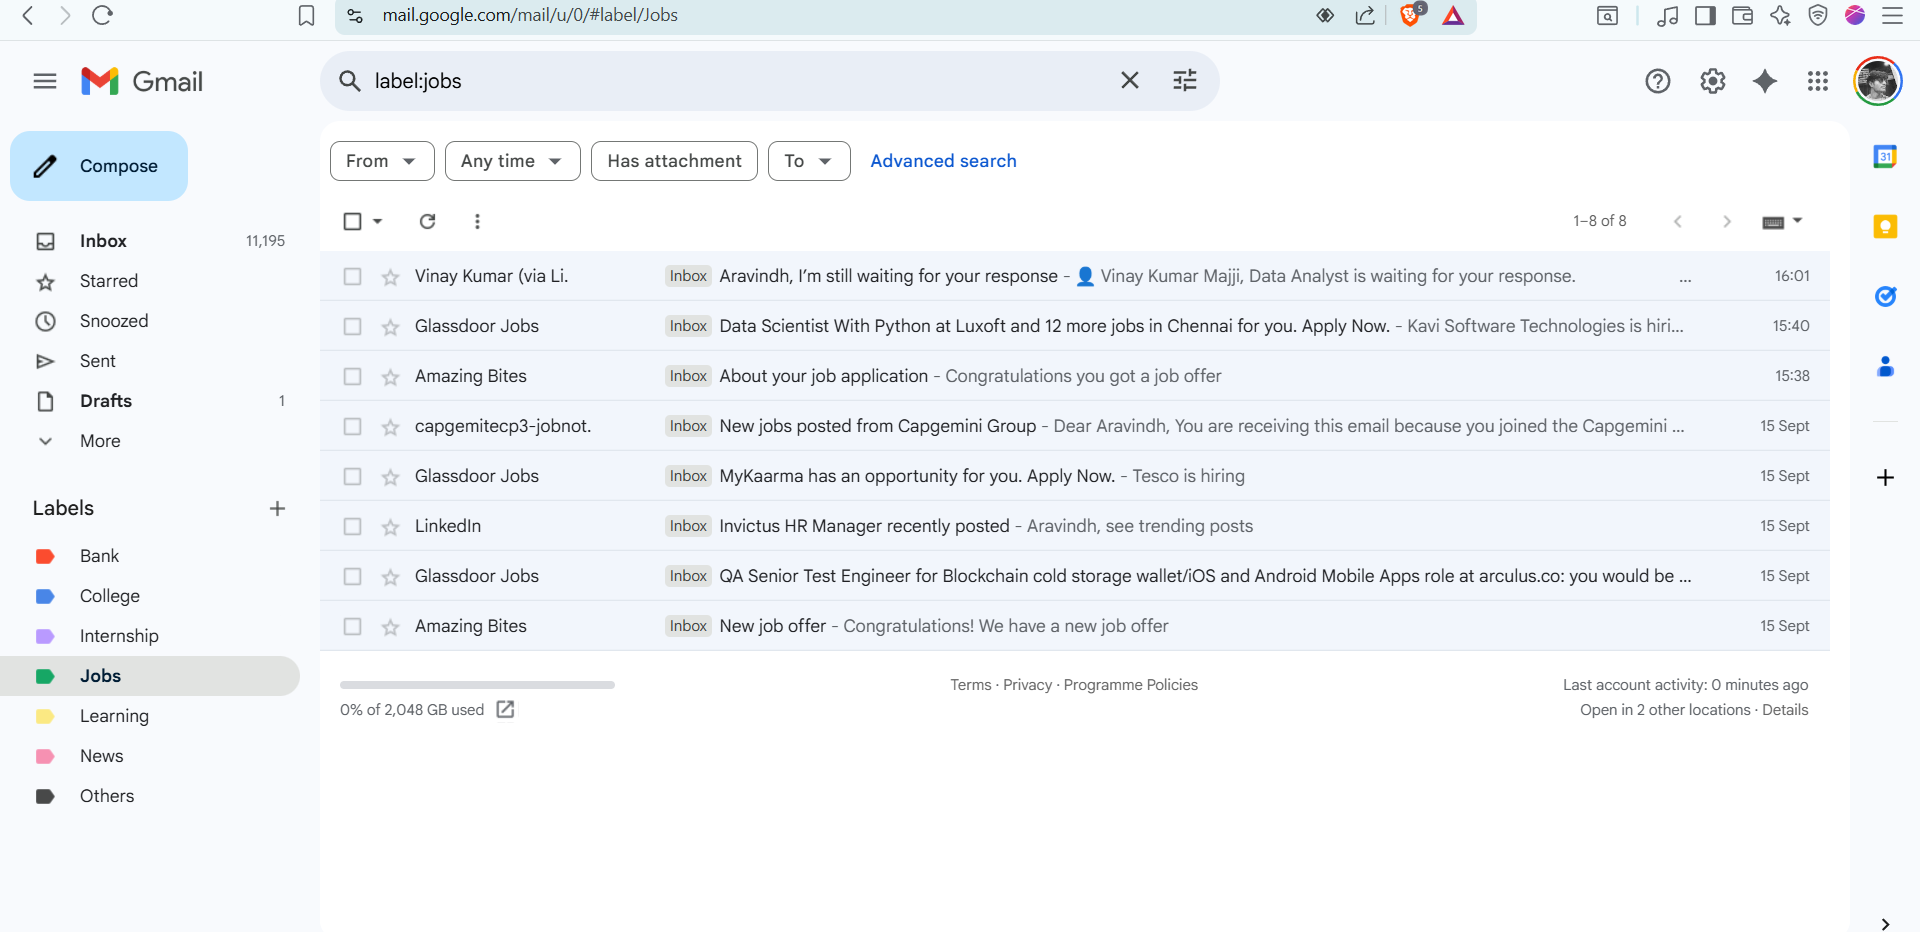 mail.google.com/mail/u/0/#label/Jobs
5
Gmail
label:jobs
Compose
From
Any time
Has attachment
To
Advanced search
31
1–8 of 8
Inbox 11,195
Starred
Snoozed
Sent
Drafts 1
More
Labels
Bank
College
Internship
Jobs
Learning
News
Others
Vinay Kumar (via Li. Inbox Aravindh, I’m still waiting for your response - Vinay Kumar Majji, Data Analyst is waiting for your response. ... 16:01
Glassdoor Jobs Inbox Data Scientist With Python at Luxoft and 12 more jobs in Chennai for you. Apply Now. - Kavi Software Technologies is hiri... 15:40
Amazing Bites Inbox About your job application - Congratulations you got a job offer 15:38
capgemitecp3-jobnot. Inbox New jobs posted from Capgemini Group - Dear Aravindh, You are receiving this email because you joined the Capgemini ... 15 Sept
Glassdoor Jobs Inbox MyKaarma has an opportunity for you. Apply Now. - Tesco is hiring 15 Sept
LinkedIn Inbox Invictus HR Manager recently posted - Aravindh, see trending posts 15 Sept
Glassdoor Jobs Inbox QA Senior Test Engineer for Blockchain cold storage wallet/iOS and Android Mobile Apps role at arculus.co: you would be ... 15 Sept
Amazing Bites Inbox New job offer - Congratulations! We have a new job offer 15 Sept
0% of 2,048 GB used
Terms · Privacy · Programme Policies
Last account activity: 0 minutes ago
Open in 2 other locations · Details